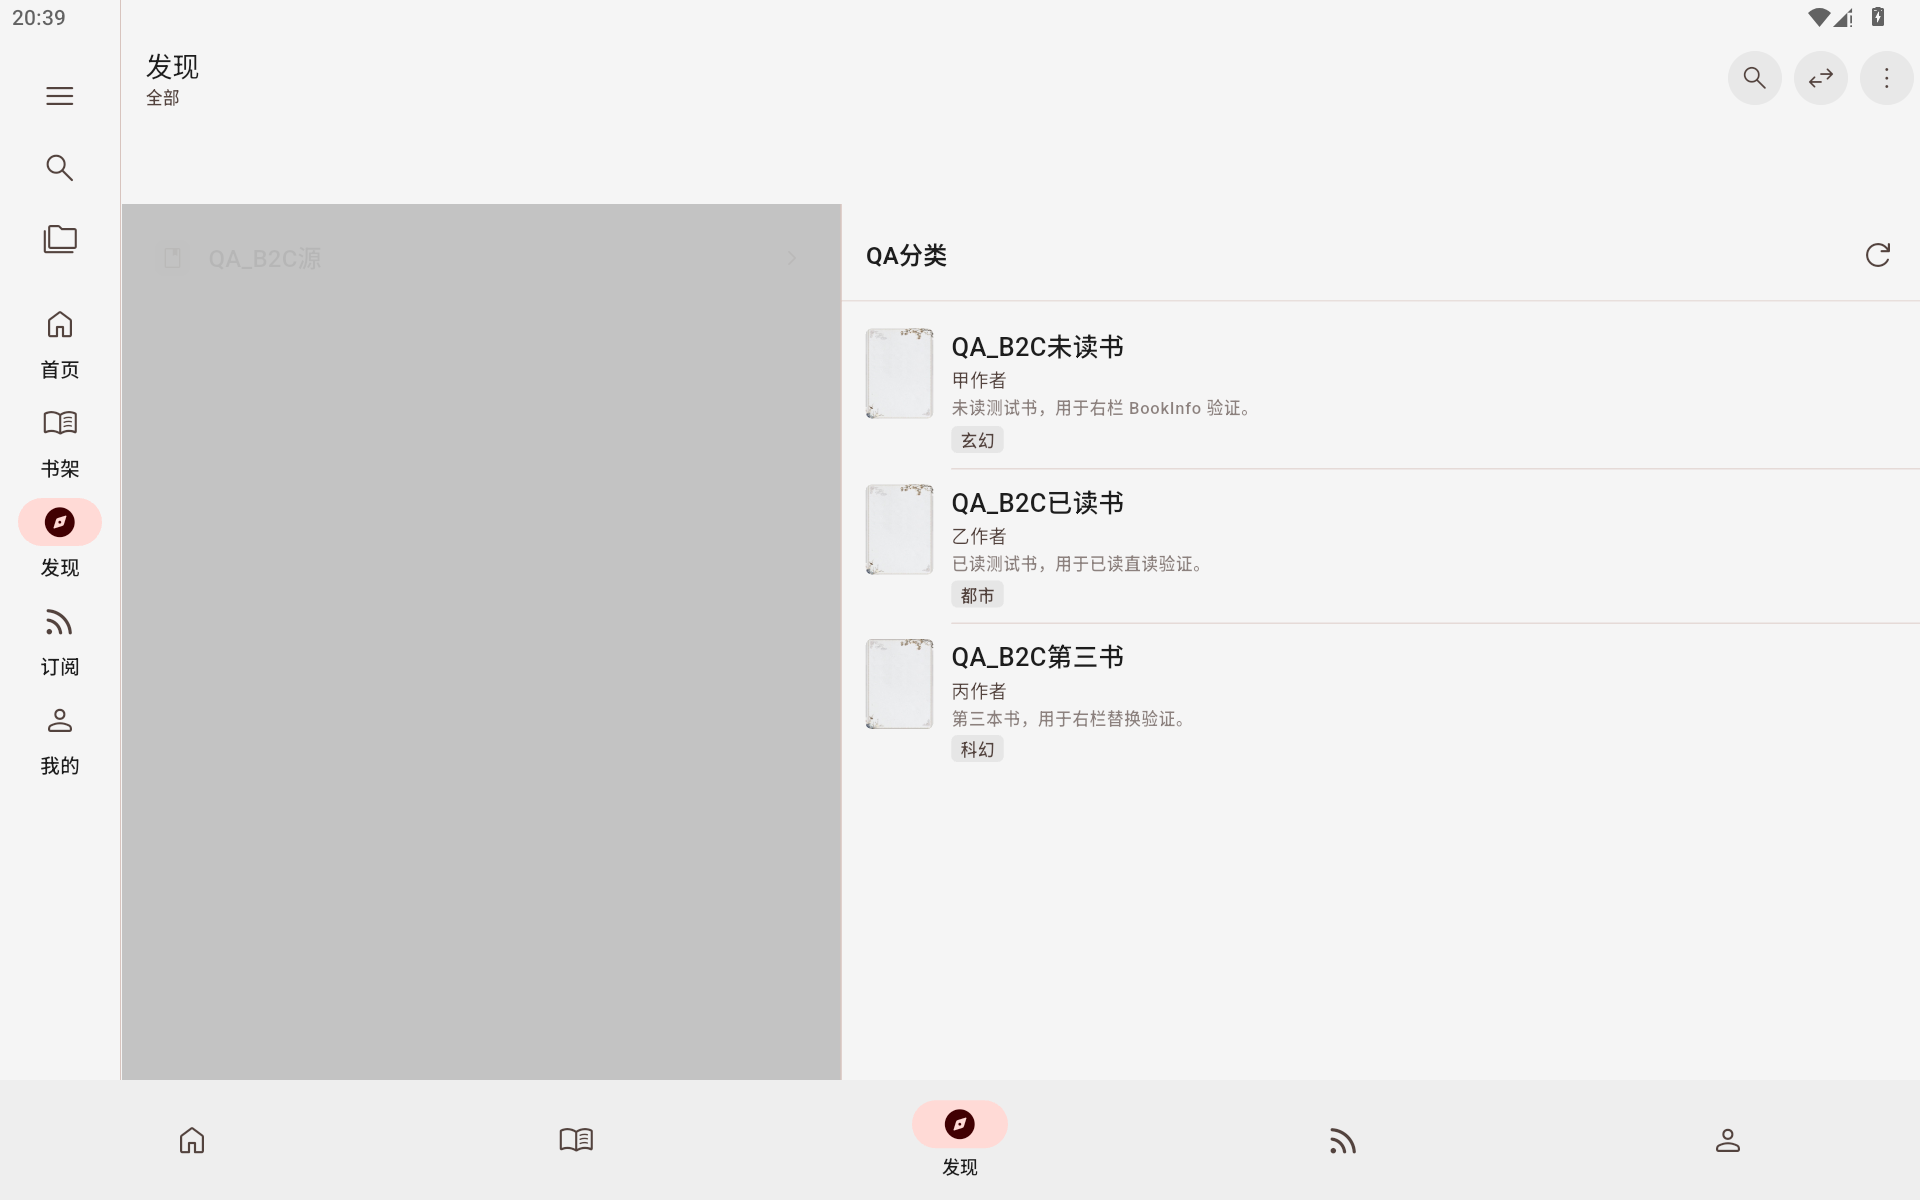 20:39
发现
全部
首页
书架
发现
订阅
我的
QA_B2C源
QA分类
QA_B2C未读书
甲作者
未读测试书，用于右栏 BookInfo 验证。
玄幻
QA_B2C已读书
乙作者
已读测试书，用于已读直读验证。
都市
QA_B2C第三书
丙作者
第三本书，用于右栏替换验证。
科幻
发现